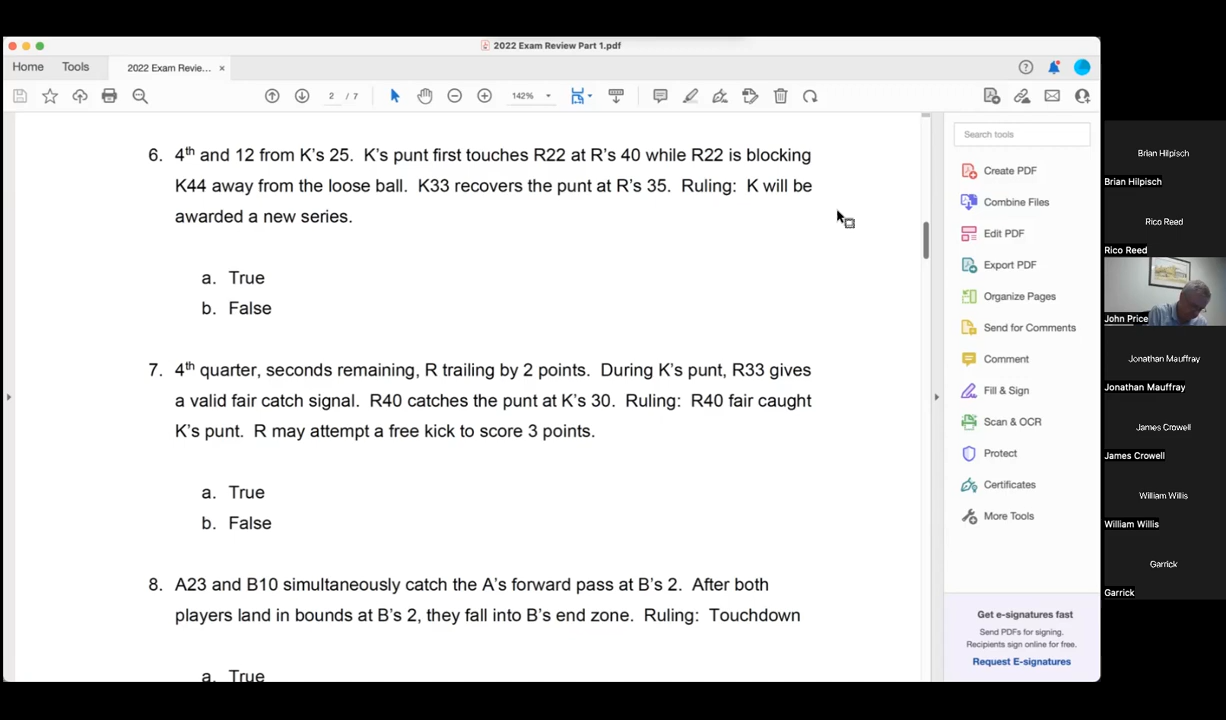 2022 Exam Review Part 1.pdf
Home Tools 2022 Exam Revie... ×
2 / 7 142%
6. 4th and 12 from K's 25. K's punt first touches R22 at R's 40 while R22 is blocking
K44 away from the loose ball. K33 recovers the punt at R's 35. Ruling: K will be
awarded a new series.
a. True
b. False
7. 4th quarter, seconds remaining, R trailing by 2 points. During K's punt, R33 gives
a valid fair catch signal. R40 catches the punt at K's 30. Ruling: R40 fair caught
K's punt. R may attempt a free kick to score 3 points.
a. True
b. False
8. A23 and B10 simultaneously catch the A's forward pass at B's 2. After both
players land in bounds at B's 2, they fall into B's end zone. Ruling: Touchdown
a. True
Search tools
Create PDF
Combine Files
Edit PDF
Export PDF
Organize Pages
Send for Comments
Comment
Fill & Sign
Scan & OCR
Protect
Certificates
More Tools
Get e-signatures fast
Send PDFs for signing.
Recipients sign online for free.
Request E-signatures
Brian Hilpisch
Brian Hilpisch
Rico Reed
Rico Reed
John Price
Jonathan Mauffray
Jonathan Mauffray
James Crowell
James Crowell
William Willis
William Willis
Garrick
Garrick